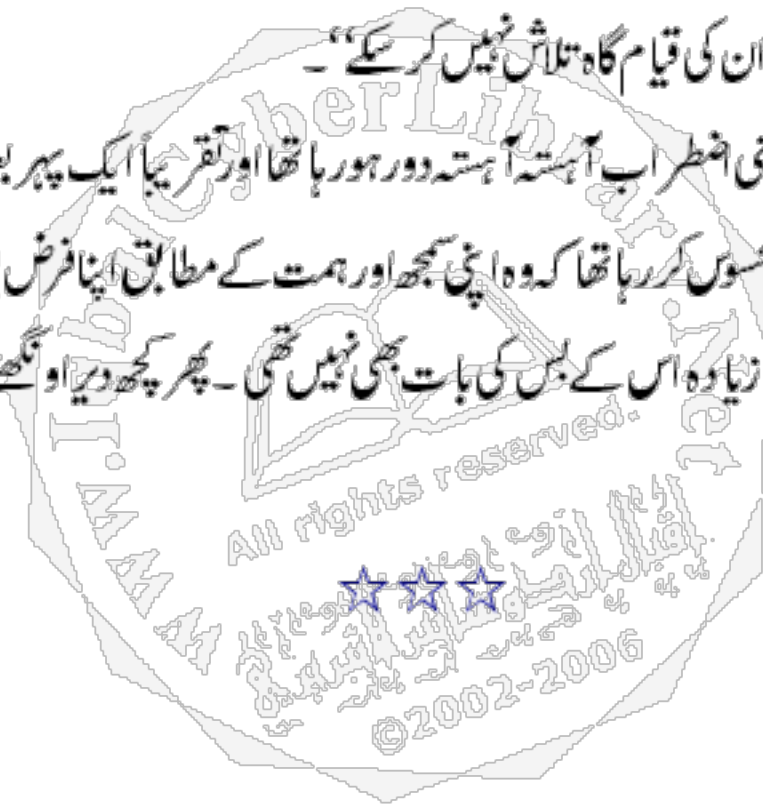 ان کی قیام گاہ تلاش نہیں کر سکے‘‘۔
اضطراب آہستہ آہستہ دور ہو رہا تھا اور تقریباً ایک پہر
کر رہا تھا کہ وہ اپنی سمجھ اور ہمت کے مطابق اپنا فرض
زیادہ اس کے بس کی بات بھی نہیں تھی ۔ پھر کچھ دیر
All rights reserved.
©2002-2006